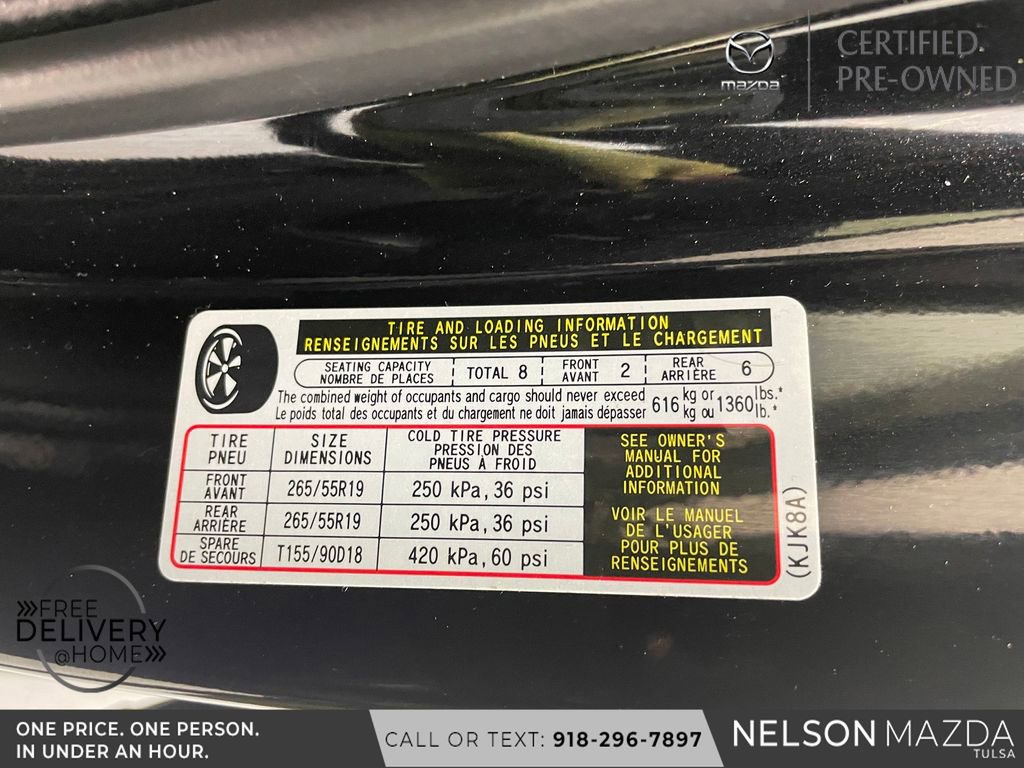 mazda
CERTIFIED
PRE-OWNED
TIRE AND LOADING INFORMATION
RENSEIGNEMENTS SUR LES PNEUS ET LE CHARGEMENT
SEATING CAPACITY
NOMBRE DE PLACES
TOTAL 8
FRONT
AVANT
2
REAR
ARRIÈRE
6
The combined weight of occupants and cargo should never exceed
Le poids total des occupants et du chargement ne doit jamais dépasser
616 kg or 1360 lbs.*
kg ou lb.*
TIRE
PNEU
SIZE
DIMENSIONS
COLD TIRE PRESSURE
PRESSION DES
PNEUS À FROID
FRONT
AVANT
265/55R19
250 kPa, 36 psi
REAR
ARRIÈRE
265/55R19
250 kPa, 36 psi
SPARE
DE SECOURS
T155/90D18
420 kPa, 60 psi
SEE OWNER'S
MANUAL FOR
ADDITIONAL
INFORMATION
VOIR LE MANUEL
DE L'USAGER
POUR PLUS DE
RENSEIGNEMENTS
(KJK8A)
FREE
DELIVERY
@HOME
ONE PRICE. ONE PERSON.
IN UNDER AN HOUR.
CALL OR TEXT: 918-296-7897
NELSON MAZDA
TULSA